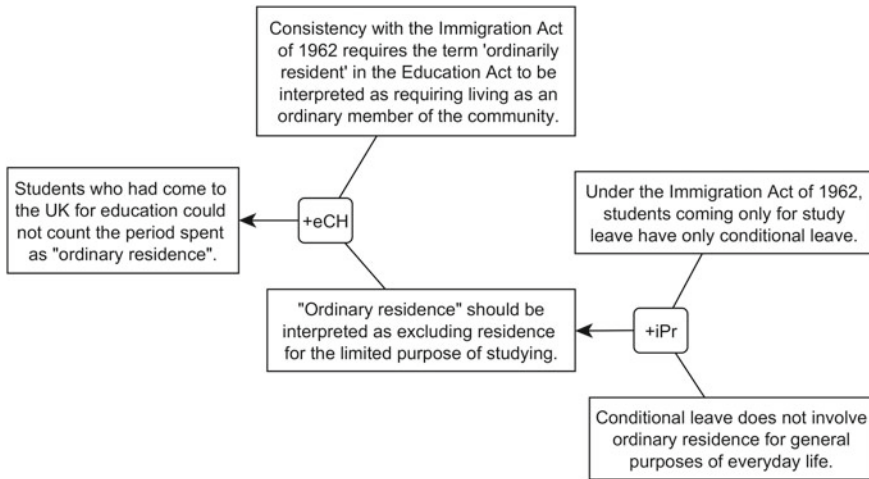 Consistency with the Immigration Act
of 1962 requires the term 'ordinarily
resident' in the Education Act to be
interpreted as requiring living as an
ordinary member of the community.
Students who had come to
the UK for education could
not count the period spent
as "ordinary residence".
+eCH
Under the Immigration Act of 1962,
students coming only for study
leave have only conditional leave.
"Ordinary residence" should be
interpreted as excluding residence
for the limited purpose of studying.
+iPr
Conditional leave does not involve
ordinary residence for general
purposes of everyday life.